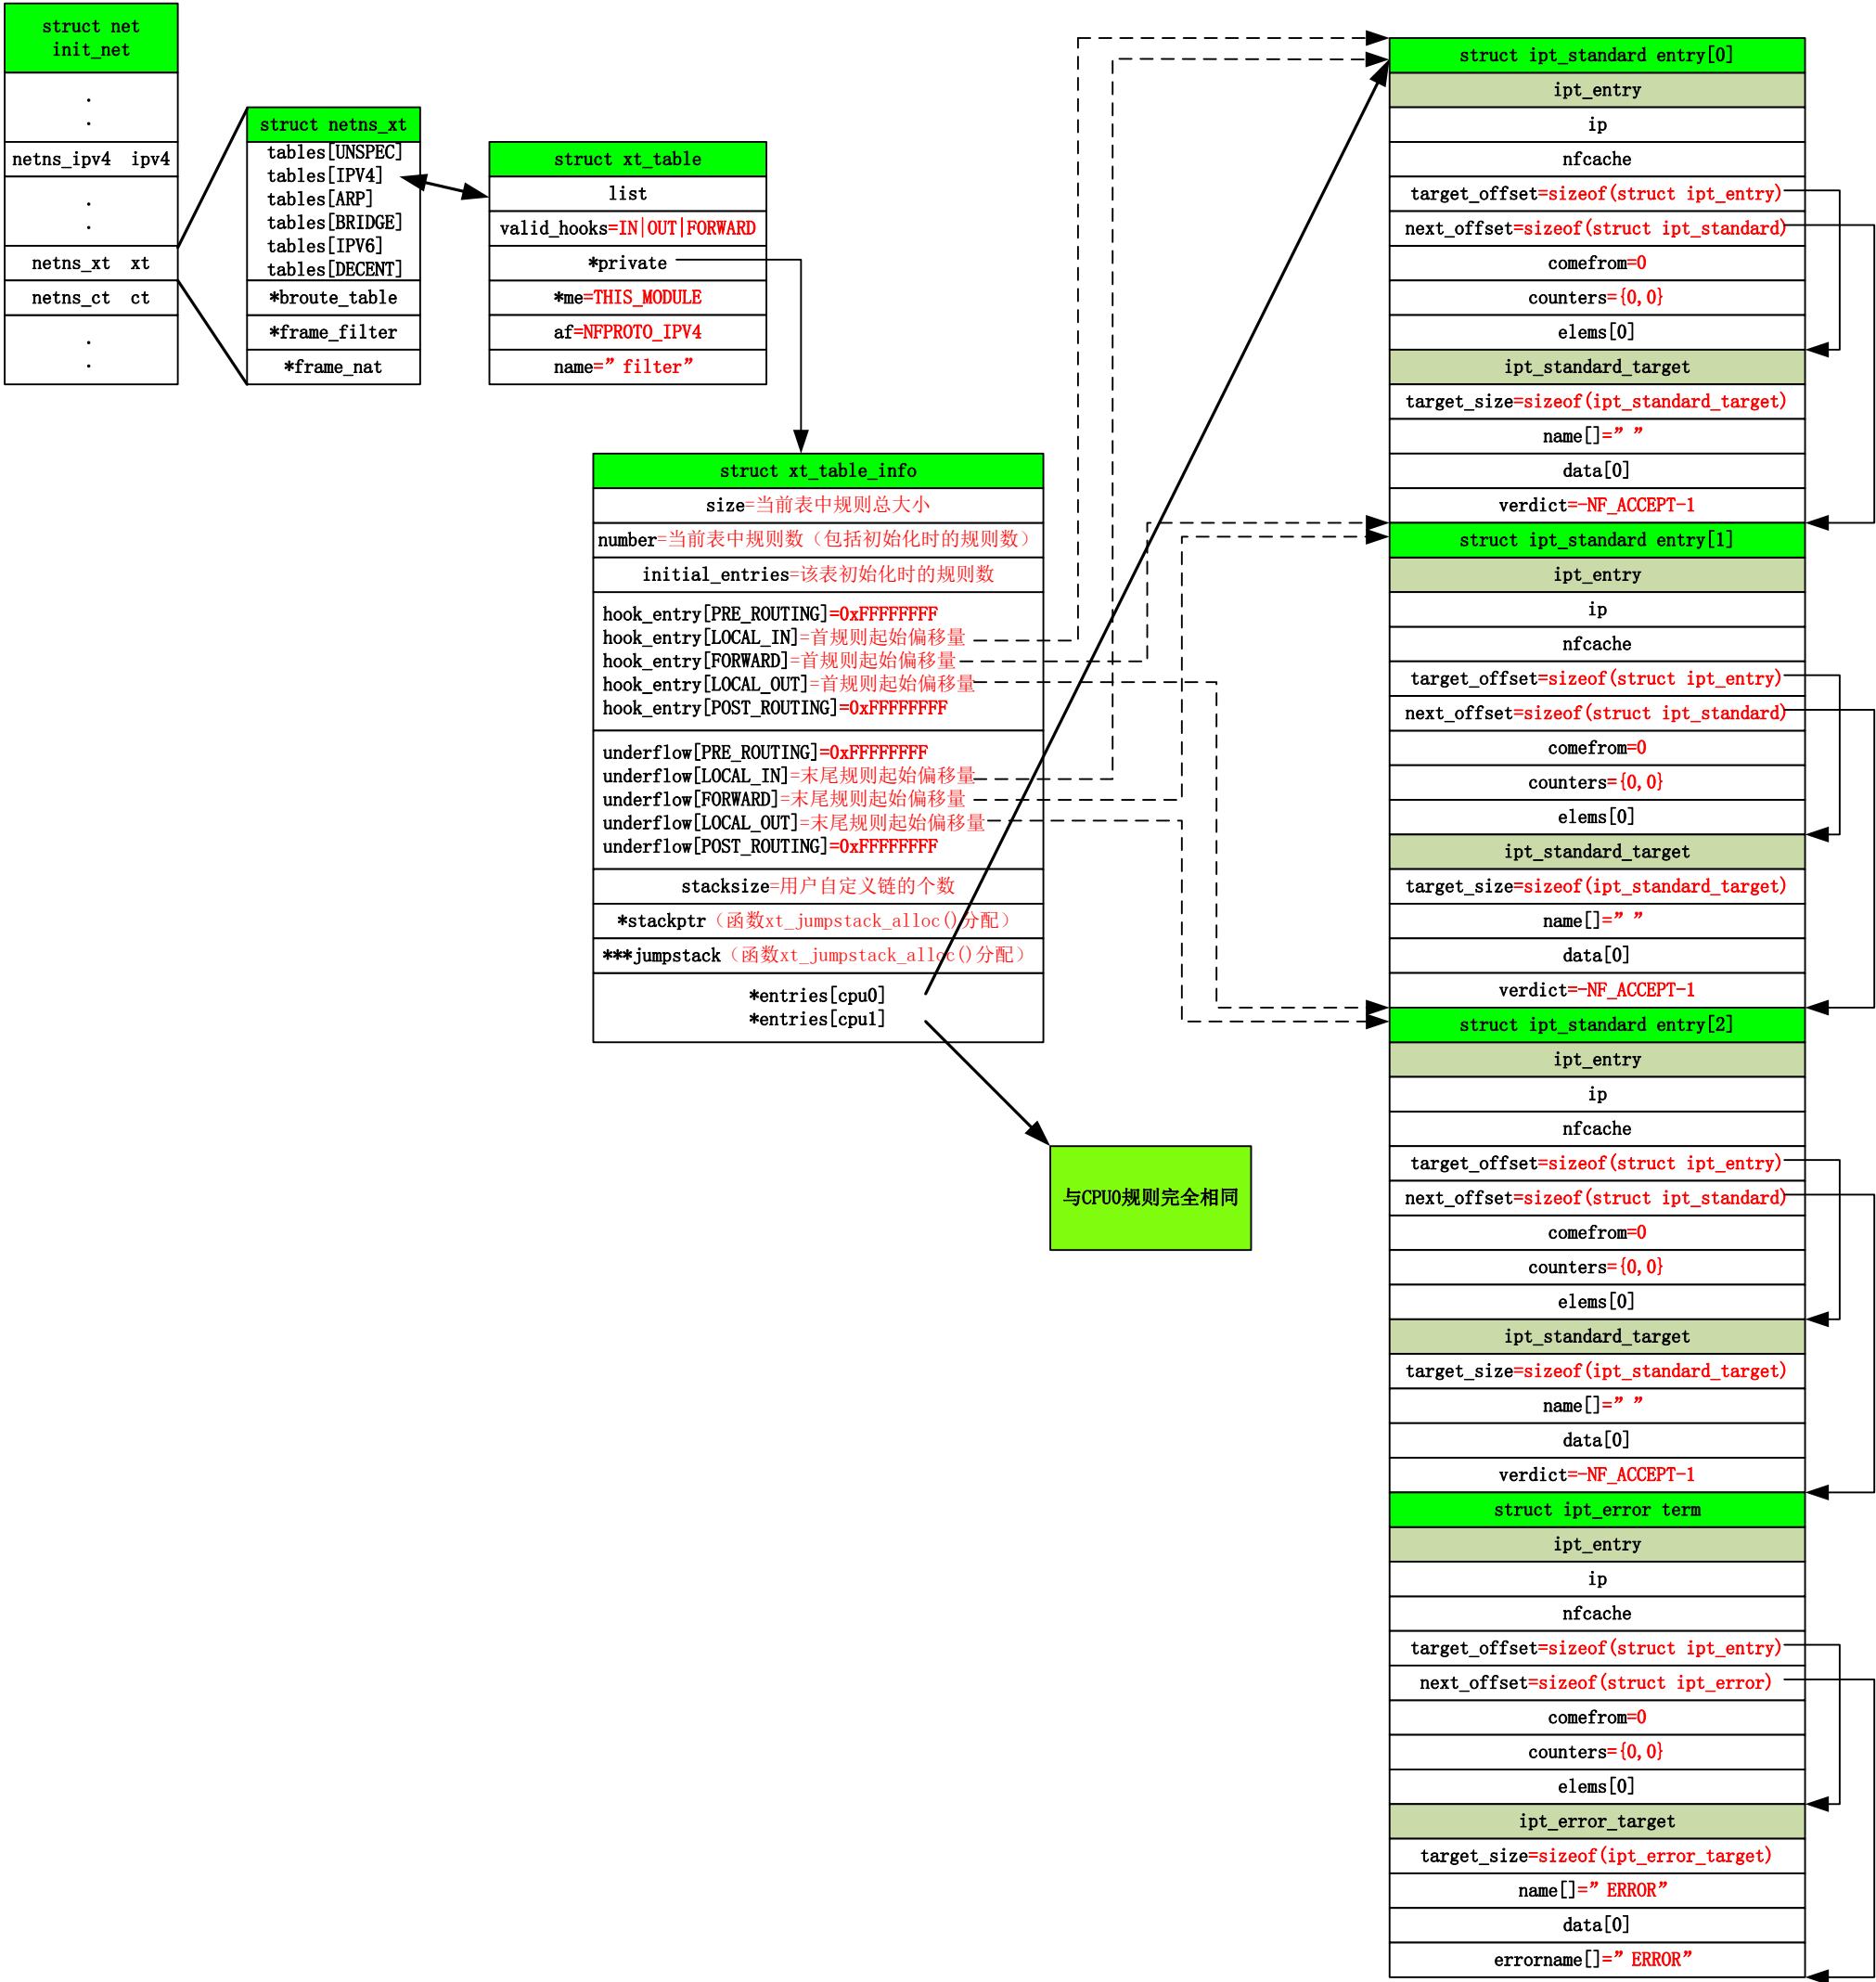 struct net
init_net
.
.
netns_ipv4  ipv4
.
.
netns_xt  xt
netns_ct  ct
.
.
struct netns_xt
tables[UNSPEC]
tables[IPV4]
tables[ARP]
tables[BRIDGE]
tables[IPV6]
tables[DECENT]
*broute_table
*frame_filter
*frame_nat
struct xt_table
list
valid_hooks=IN|OUT|FORWARD
*private
*me=THIS_MODULE
af=NFPROTO_IPV4
name=”filter”
struct xt_table_info
size=当前表中规则总大小
number=当前表中规则数（包括初始化时的规则数）
initial_entries=该表初始化时的规则数
hook_entry[PRE_ROUTING]=0xFFFFFFFF
hook_entry[LOCAL_IN]=首规则起始偏移量
hook_entry[FORWARD]=首规则起始偏移量
hook_entry[LOCAL_OUT]=首规则起始偏移量
hook_entry[POST_ROUTING]=0xFFFFFFFF
underflow[PRE_ROUTING]=0xFFFFFFFF
underflow[LOCAL_IN]=末尾规则起始偏移量
underflow[FORWARD]=末尾规则起始偏移量
underflow[LOCAL_OUT]=末尾规则起始偏移量
underflow[POST_ROUTING]=0xFFFFFFFF
stacksize=用户自定义链的个数
*stackptr（函数xt_jumpstack_alloc()分配）
***jumpstack（函数xt_jumpstack_alloc()分配）
*entries[cpu0]
*entries[cpu1]
与CPU0规则完全相同
struct ipt_standard entry[0]
ipt_entry
ip
nfcache
target_offset=sizeof(struct ipt_entry)
next_offset=sizeof(struct ipt_standard)
comefrom=0
counters={0,0}
elems[0]
ipt_standard_target
target_size=sizeof(ipt_standard_target)
name[]=””
data[0]
verdict=-NF_ACCEPT-1
struct ipt_standard entry[1]
ipt_entry
ip
nfcache
target_offset=sizeof(struct ipt_entry)
next_offset=sizeof(struct ipt_standard)
comefrom=0
counters={0,0}
elems[0]
ipt_standard_target
target_size=sizeof(ipt_standard_target)
name[]=””
data[0]
verdict=-NF_ACCEPT-1
struct ipt_standard entry[2]
ipt_entry
ip
nfcache
target_offset=sizeof(struct ipt_entry)
next_offset=sizeof(struct ipt_standard)
comefrom=0
counters={0,0}
elems[0]
ipt_standard_target
target_size=sizeof(ipt_standard_target)
name[]=””
data[0]
verdict=-NF_ACCEPT-1
struct ipt_error term
ipt_entry
ip
nfcache
target_offset=sizeof(struct ipt_entry)
next_offset=sizeof(struct ipt_error)
comefrom=0
counters={0,0}
elems[0]
ipt_error_target
target_size=sizeof(ipt_error_target)
name[]=”ERROR”
data[0]
errorname[]=”ERROR”